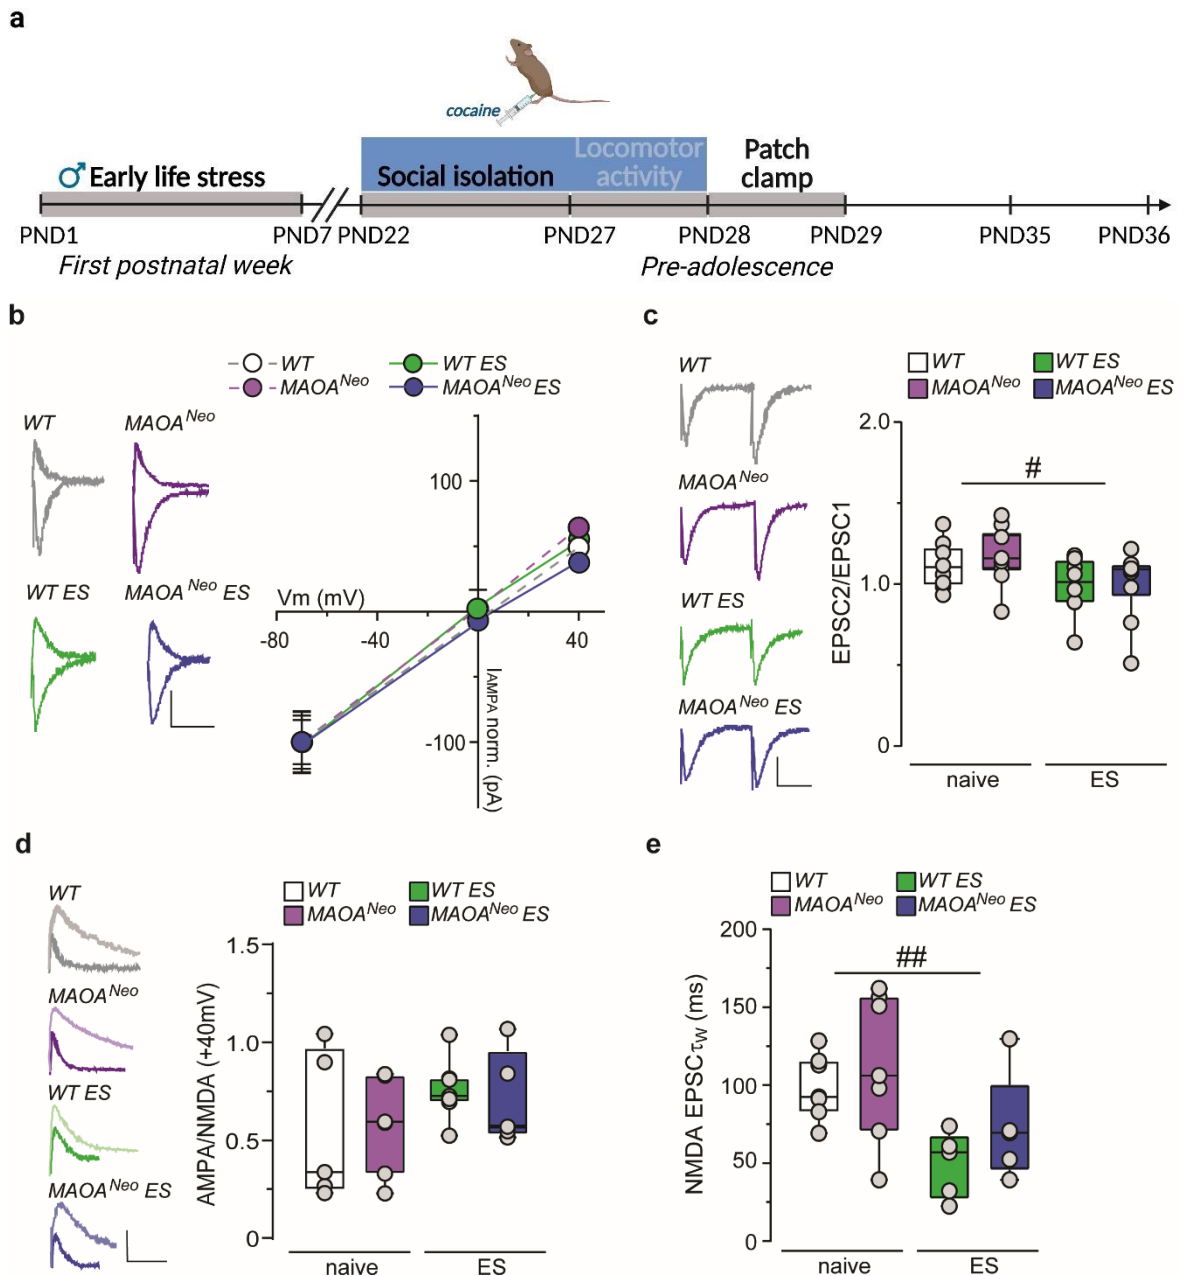 a
cocaine
Locomotor
activity
Patch
clamp
♂ Early life stress
Social isolation
PND1
PND7
PND22
PND27
PND28
PND29
PND35
PND36
First postnatal week
Pre-adolescence
b
WT
WT ES
MAOA^Neo
MAOA^Neo ES
WT
MAOA^Neo
WT ES
MAOA^Neo ES
100
Vm (mV)
-80
-40
40
-100
IAMPA norm. (pA)
c
WT
MAOA^Neo
WT ES
MAOA^Neo ES
WT
WT ES
MAOA^Neo
MAOA^Neo ES
2.0
#
1.0
0
EPSC2/EPSC1
naive
ES
d
WT
MAOA^Neo
WT ES
MAOA^Neo ES
WT
WT ES
MAOA^Neo
MAOA^Neo ES
1.5
1.0
0.5
0
AMPA/NMDA (+40mV)
naive
ES
e
WT
WT ES
MAOA^Neo
MAOA^Neo ES
200
##
150
100
50
0
NMDA EPSCτW (ms)
naive
ES